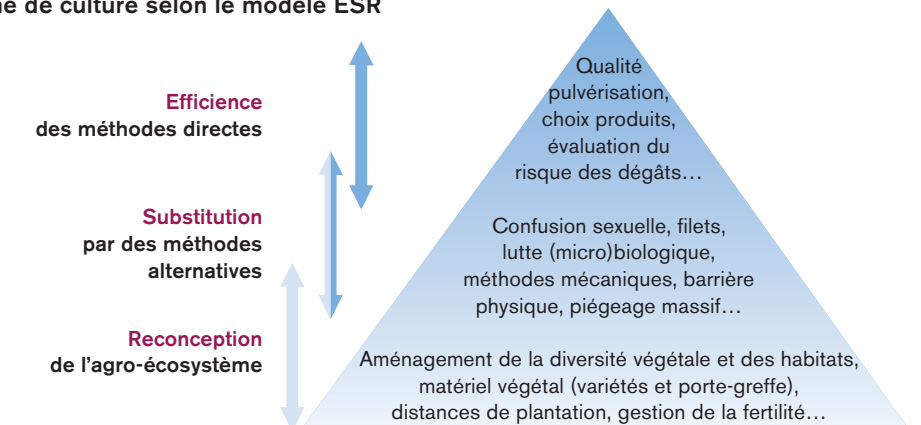 de culture selon le modèle ESR
Efficience
des méthodes directes
Substitution
par des méthodes
alternatives
Reconception
de l'agro-écosystème
Qualité
pulvérisation,
choix produits,
évaluation du
risque des dégâts…
Confusion sexuelle, filets,
lutte (micro)biologique,
méthodes mécaniques, barrière
physique, piégeage massif…
Aménagement de la diversité végétale et des habitats,
matériel végétal (variétés et porte-greffe),
distances de plantation, gestion de la fertilité…